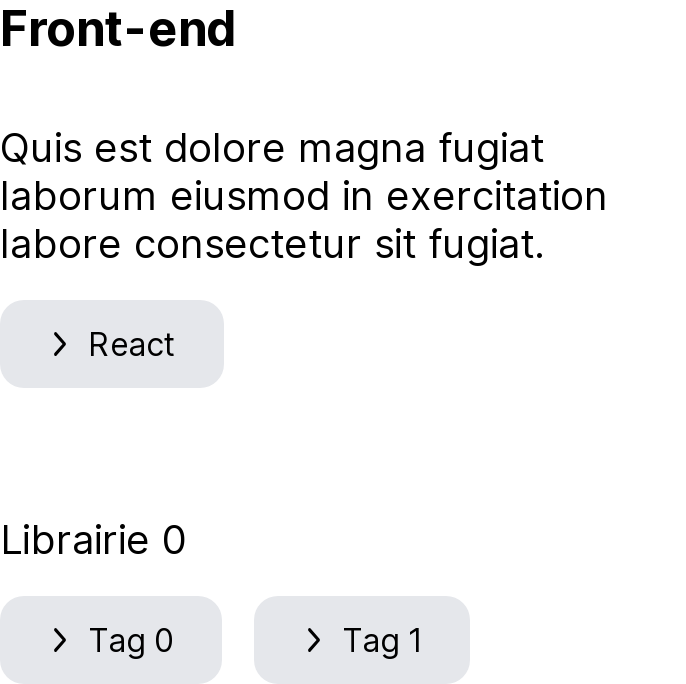 Front-end
Quis est dolore magna fugiat
laborum eiusmod in exercitation
labore consectetur sit fugiat.
React
Librairie 0
Tag 0
Tag 1